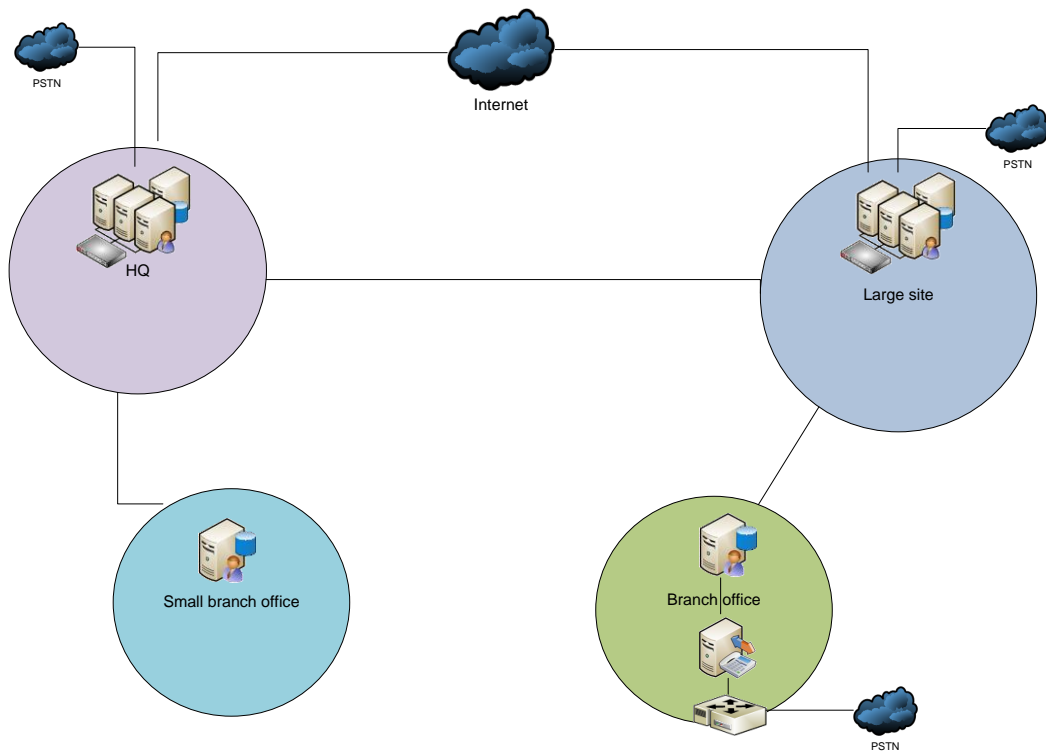 PSTN
Internet
PSTN
HQ
Large site
Small branch office
Branch office
PSTN